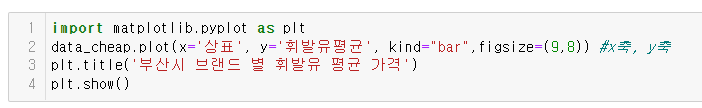 1 import matplotlib.pyplot as plt
2 data_cheap.plot(x='상표', y='휘발유평균', kind="bar",figsize=(9,8)) #x축, y축
3 plt.title('부산시 브랜드 별 휘발유 평균 가격')
4 plt.show()